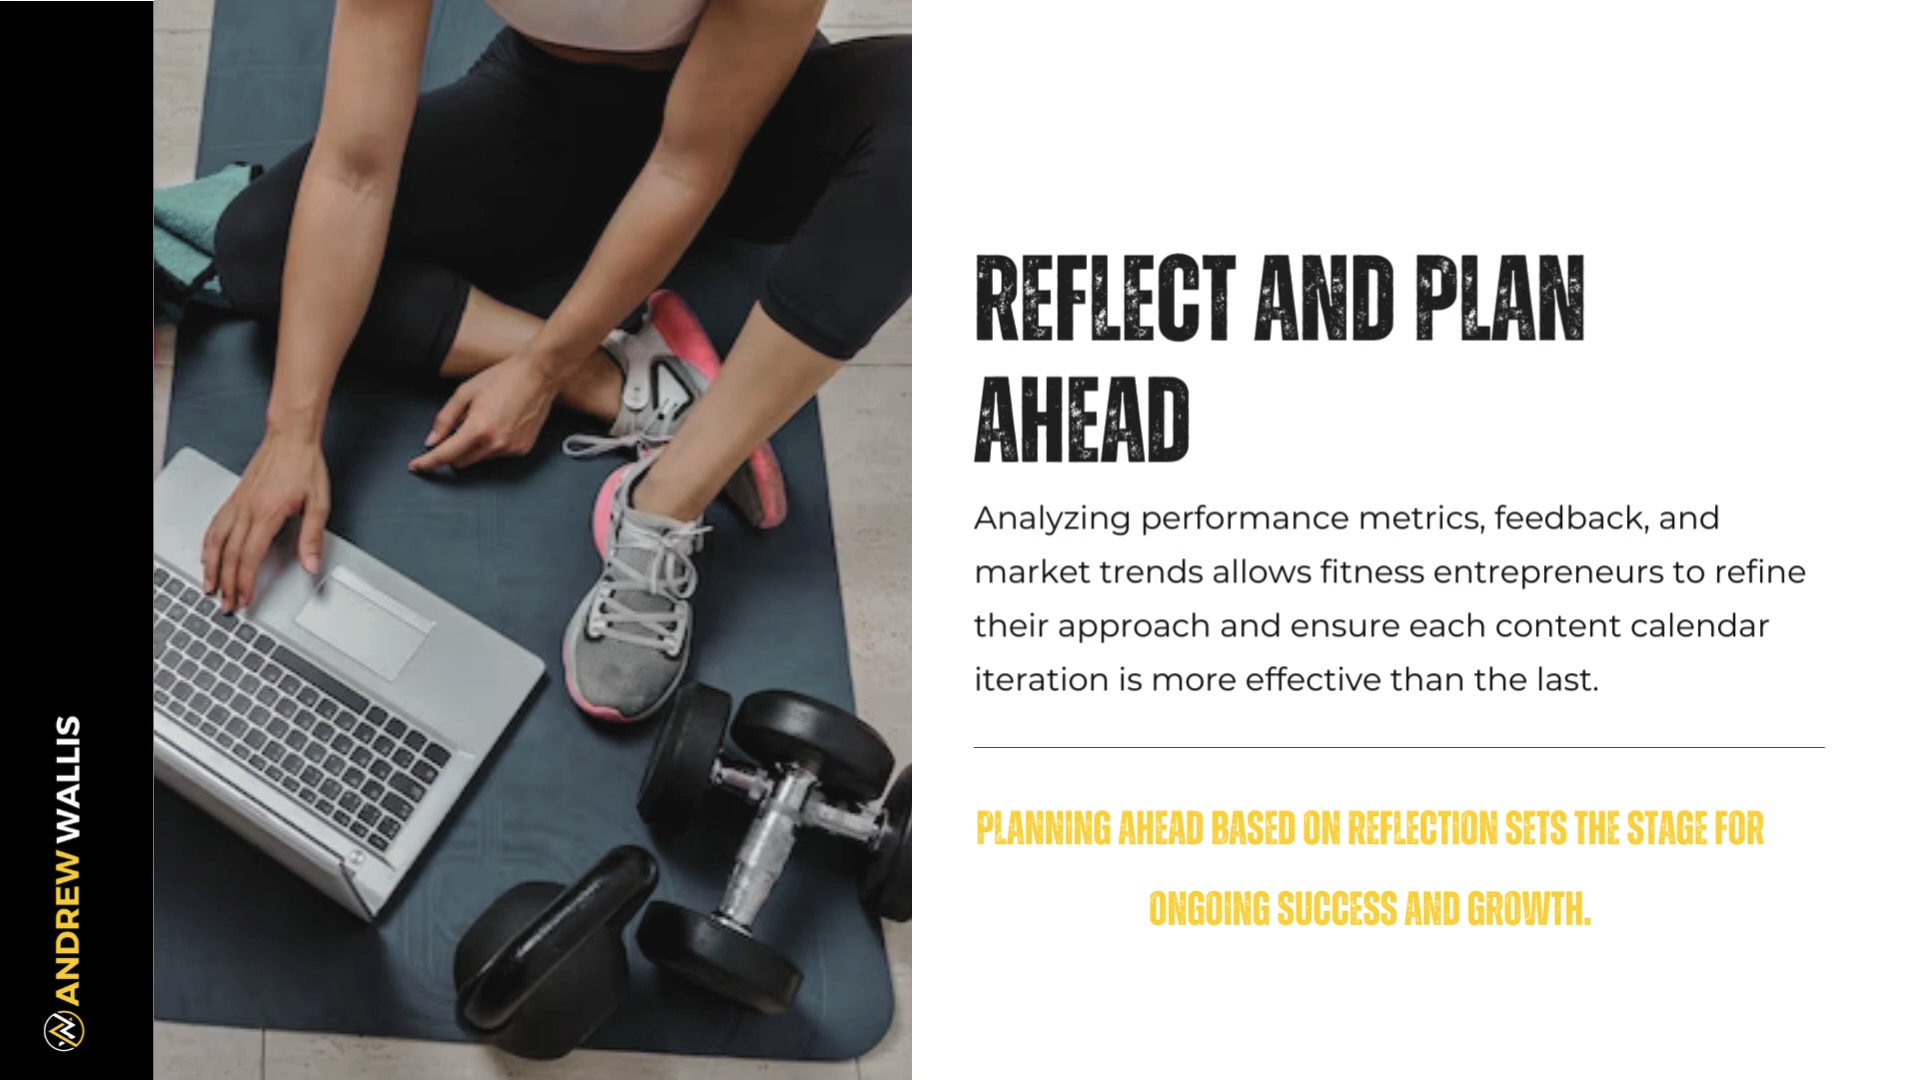 REFLECT AND PLAN
AHEAD
Analyzing performance metrics, feedback, and
market trends allows fitness entrepreneurs to refine
their approach and ensure each content calendar
iteration is more effective than the last.
PLANNING AHEAD BASED ON REFLECTION SETS THE STAGE FOR
ONGOING SUCCESS AND GROWTH.
ANDREW WALLIS